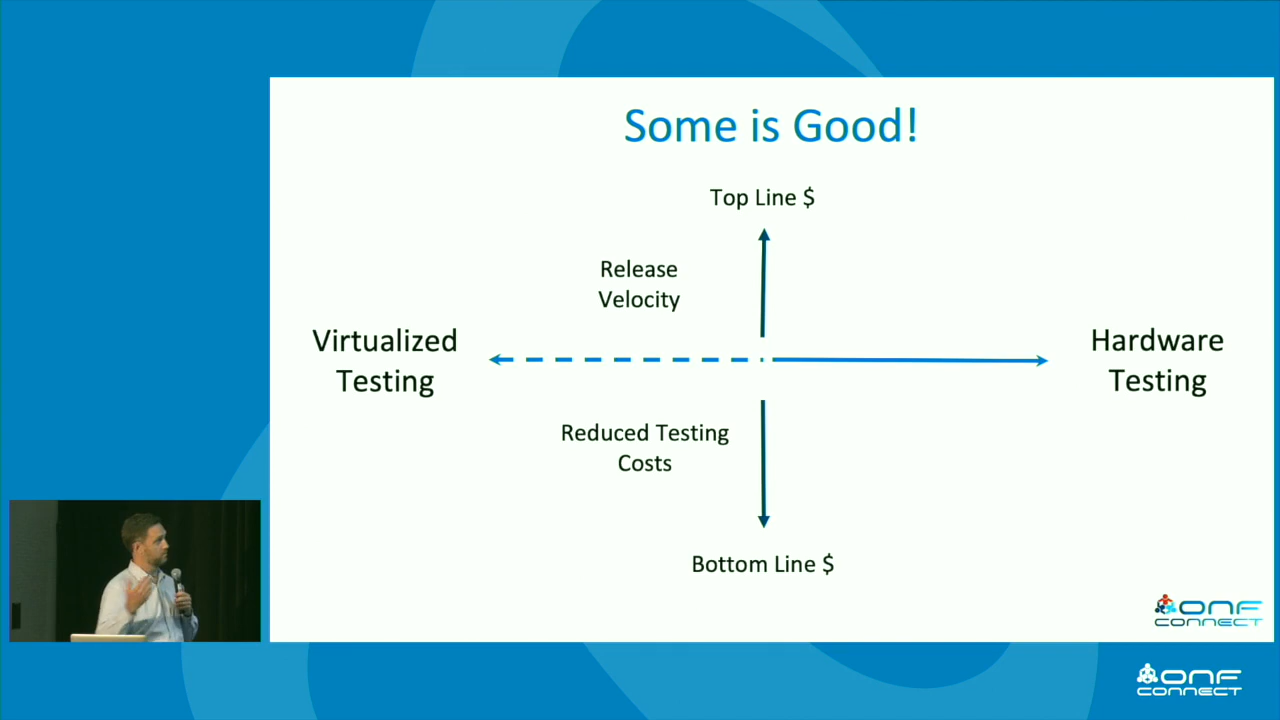 Some is Good!
Top Line $
Release
Velocity
Virtualized
Testing
Hardware
Testing
Reduced Testing
Costs
Bottom Line $
ONF
CONNECT
ONF
CONNECT